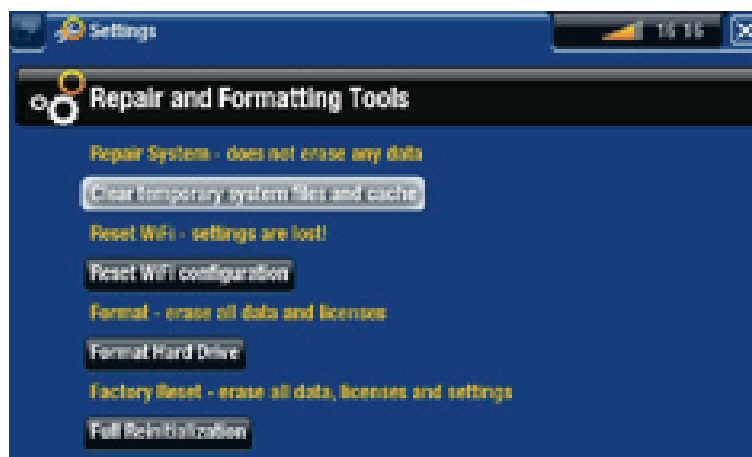 Settings
16 16
Repair and Formatting Tools
Repair System - does not erase any data
Clear temporary system files and cache
Reset WiFi - settings are lost!
Reset WiFi configuration
Format - erase all data and licenses
Format Hard Drive
Factory Reset - erase all data, licenses and settings
Full Reinitialization